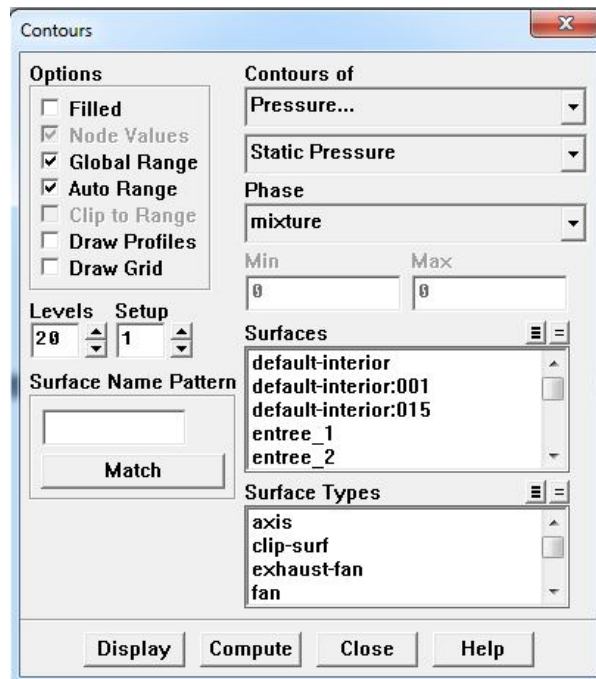 Contours
Options
Filled
Node Values
Global Range
Auto Range
Clip to Range
Draw Profiles
Draw Grid
Levels Setup
20 1
Surface Name Pattern
Match
Contours of
Pressure...
Static Pressure
Phase
mixture
Min Max
0 0
Surfaces
default-interior
default-interior:001
default-interior:015
entree_1
entree_2
Surface Types
axis
clip-surf
exhaust-fan
fan
Display Compute Close Help